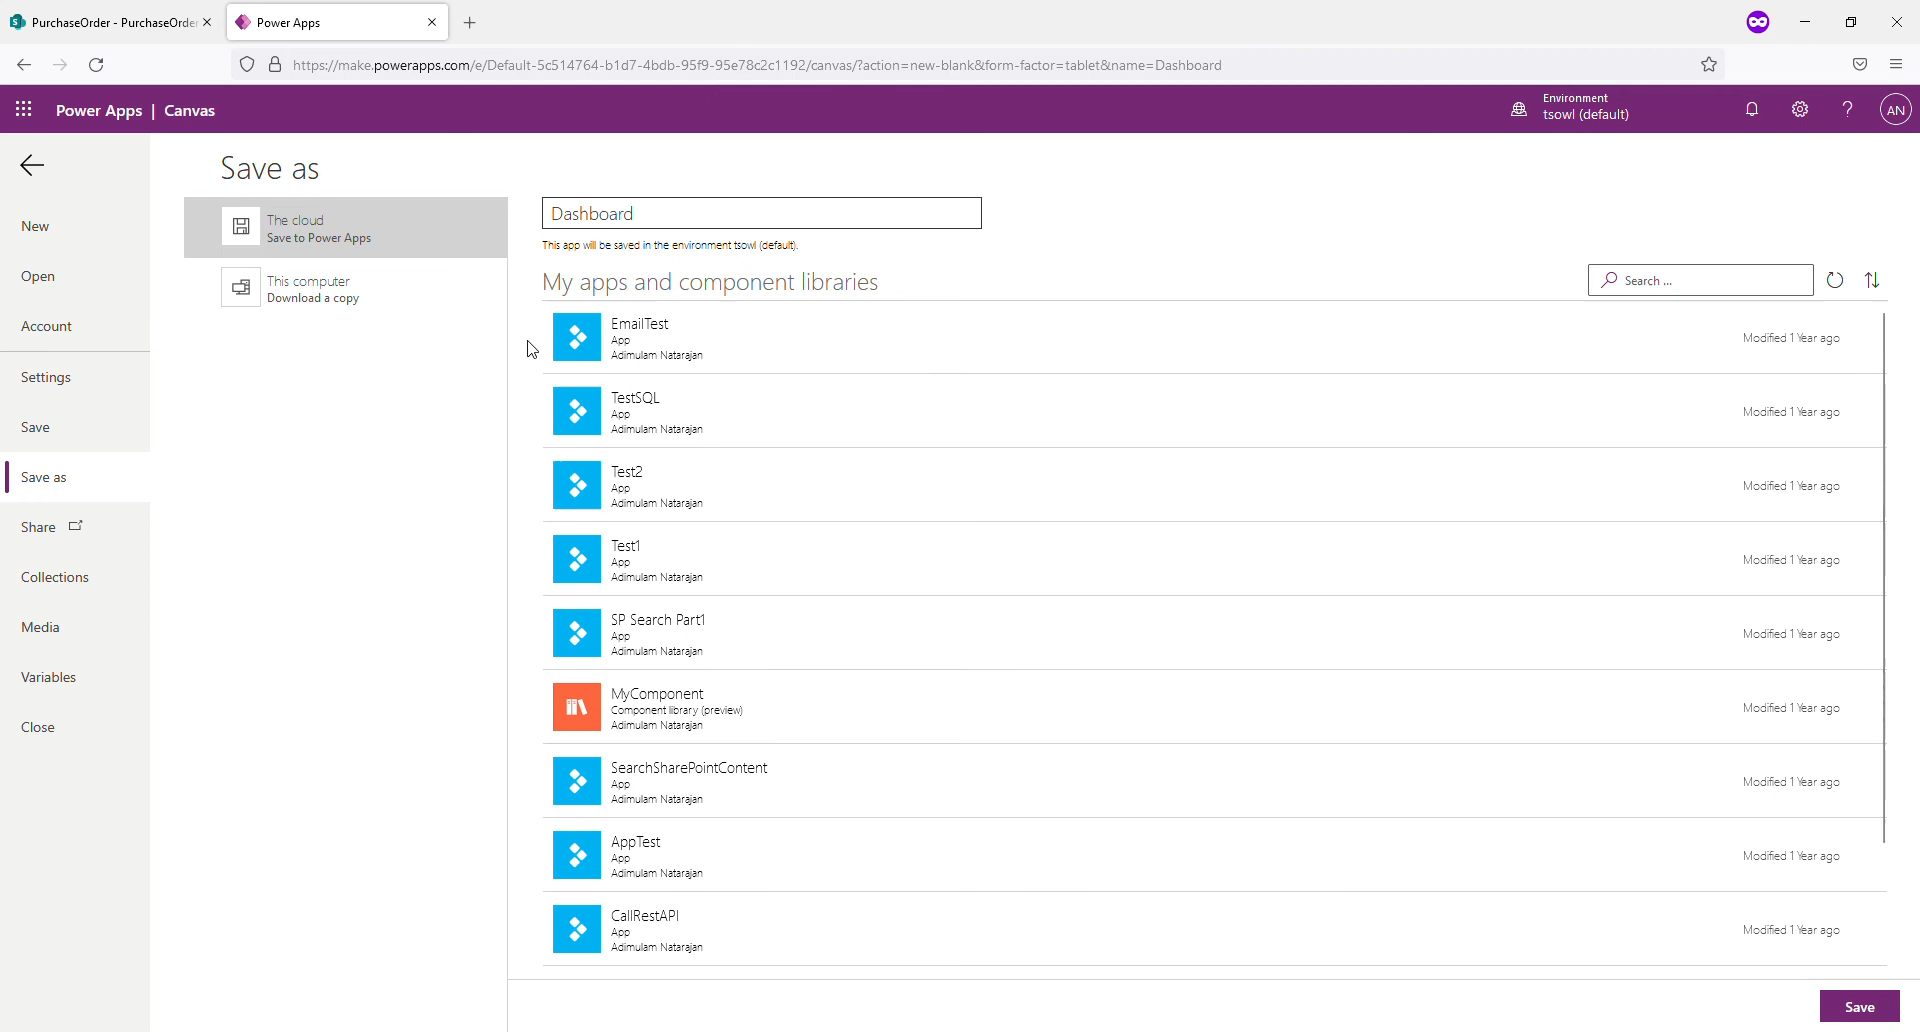 PurchaseOrder - PurchaseOrder
Power Apps
https://make.powerapps.com/e/Default-5c514764-b1d7-4bdb-95f9-95e78c2c1192/canvas/?action=new-blank&form-factor=tablet&name=Dashboard
Power Apps | Canvas
Environment
tsowl (default)
?
AN
New
Open
Account
Settings
Save
Save as
Share
Collections
Media
Variables
Close
Save as
The cloud
Save to Power Apps
This computer
Download a copy
Dashboard
This app will be saved in the environment tsowl (default).
My apps and component libraries
Search ...
EmailTest
App
Adimulam Natarajan
Modified 1 Year ago
TestSQL
App
Adimulam Natarajan
Modified 1 Year ago
Test2
App
Adimulam Natarajan
Modified 1 Year ago
Test1
App
Adimulam Natarajan
Modified 1 Year ago
SP Search Part1
App
Adimulam Natarajan
Modified 1 Year ago
MyComponent
Component library (preview)
Adimulam Natarajan
Modified 1 Year ago
SearchSharePointContent
App
Adimulam Natarajan
Modified 1 Year ago
AppTest
App
Adimulam Natarajan
Modified 1 Year ago
CallRestAPI
App
Adimulam Natarajan
Modified 1 Year ago
Save